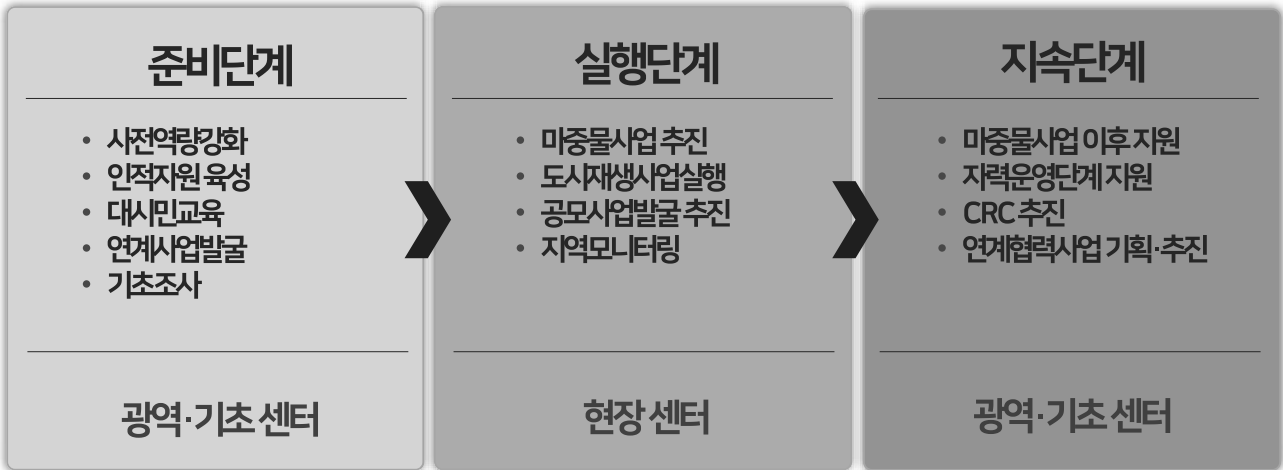 준비단계
• 사전역량강화
• 인적자원 육성
• 대시민교육
• 연계사업발굴
• 기초조사
광역·기초 센터
실행단계
• 마중물사업 추진
• 도시재생사업실행
• 공모사업발굴 추진
• 지역모니터링
현장 센터
지속단계
• 마중물사업 이후 지원
• 자력운영단계 지원
• CRC 추진
• 연계협력사업 기획·추진
광역·기초 센터